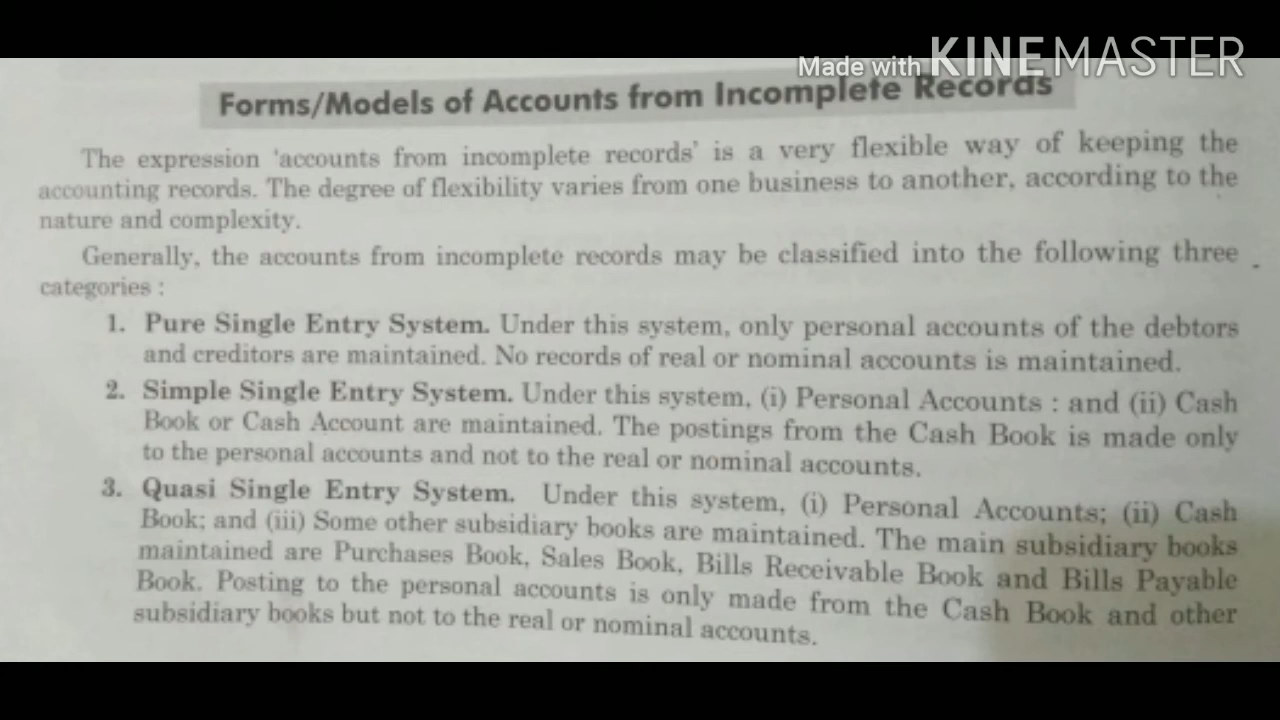 Made with KINEMASTER
Forms/Models of Accounts from Incomplete Records
The expression 'accounts from incomplete records' is a very flexible way of keeping the
accounting records. The degree of flexibility varies from one business to another, according to the
nature and complexity.
Generally, the accounts from incomplete records may be classified into the following three
categories :
1. Pure Single Entry System. Under this system, only personal accounts of the debtors
and creditors are maintained. No records of real or nominal accounts is maintained.
2. Simple Single Entry System. Under this system, (i) Personal Accounts : and (ii) Cash
Book or Cash Account are maintained. The postings from the Cash Book is made only
to the personal accounts and not to the real or nominal accounts.
3. Quasi Single Entry System. Under this system, (i) Personal Accounts; (ii) Cash
Book; and (iii) Some other subsidiary books are maintained. The main subsidiary books
maintained are Purchases Book, Sales Book, Bills Receivable Book and Bills Payable
Book. Posting to the personal accounts is only made from the Cash Book and other
subsidiary books but not to the real or nominal accounts.